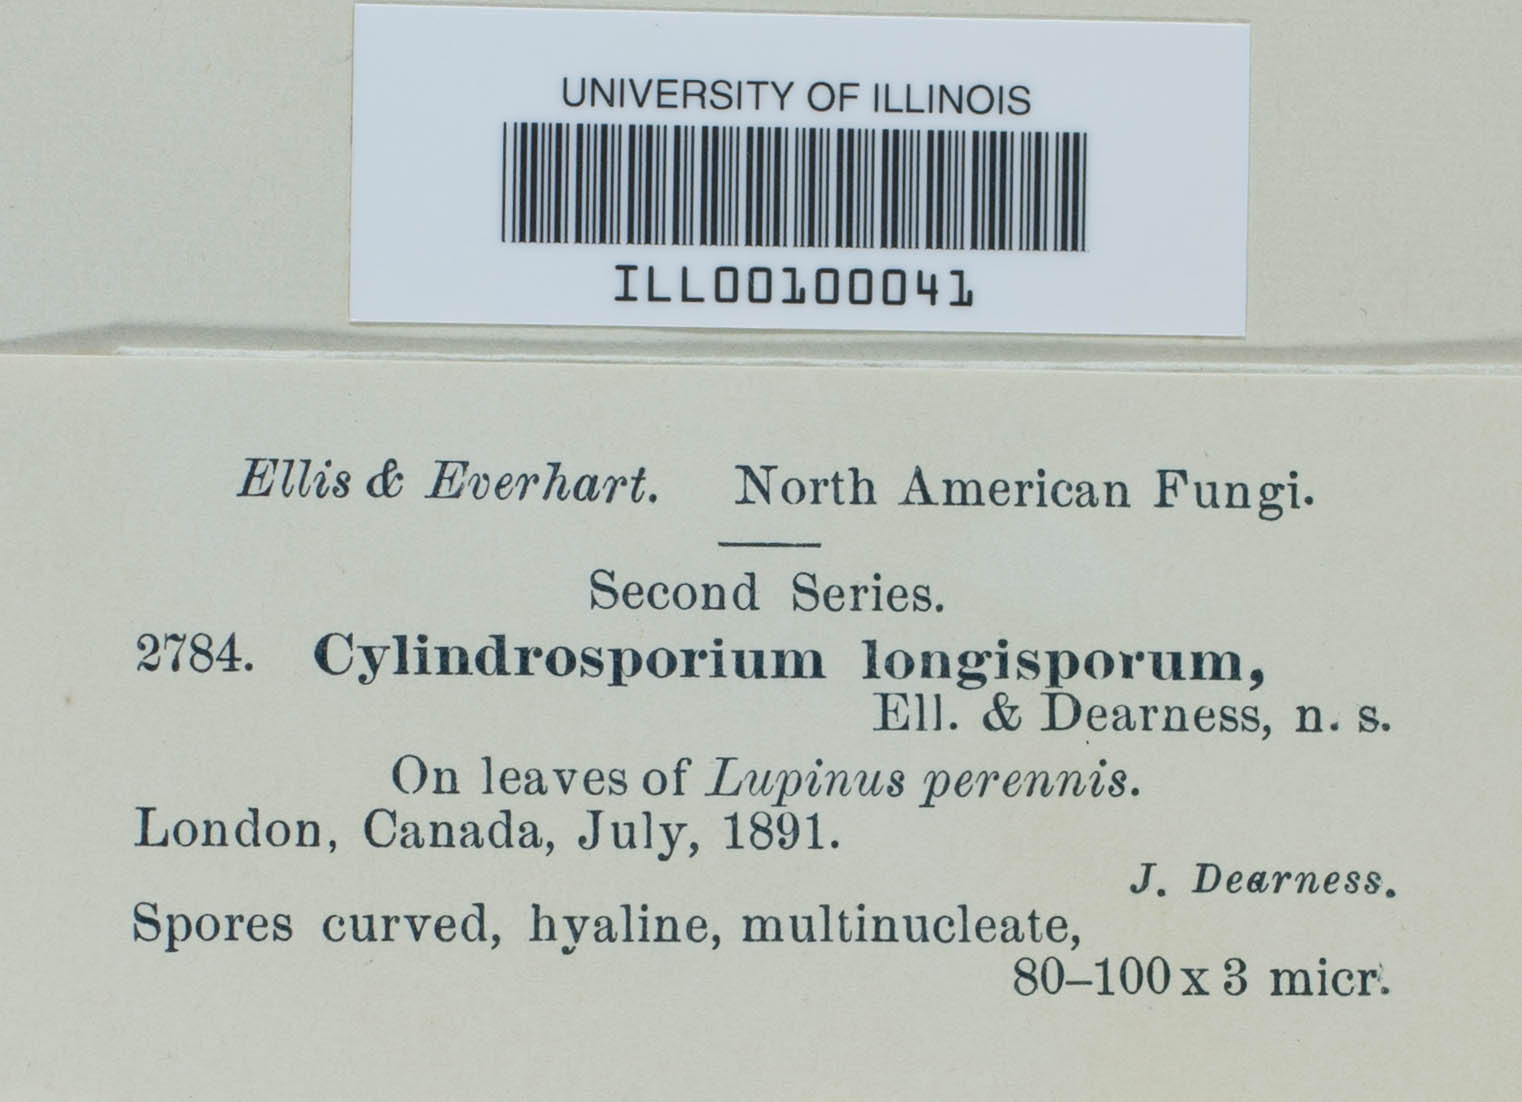 UNIVERSITY OF ILLINOIS
ILL00100041
Ellis & Everhart. North American Fungi.
Second Series.
2784. Cylindrosporium longisporum,
Ell. & Dearness, n. s.
On leaves of Lupinus perennis.
London, Canada, July, 1891.
J. Dearness.
Spores curved, hyaline, multinucleate,
80–100 x 3 micr.